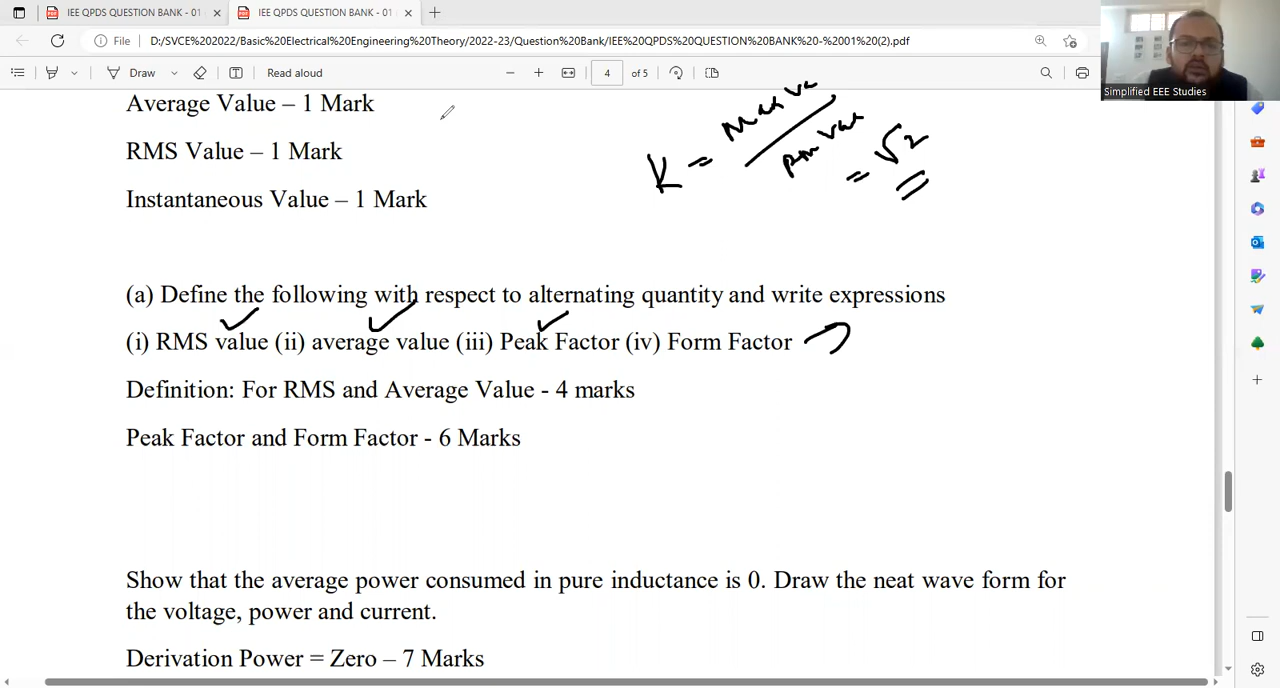 IEE QPDS QUESTION BANK - 01
IEE QPDS QUESTION BANK - 01
File
D:/SVCE%202022/Basic%20Electrical%20Engineering%20Theory/2022-23/Question%20Bank/IEE%20QPDS%20QUESTION%20BANK%20-%2001%20(2).pdf
Draw
Read aloud
4 of 5
Simplified EEE Studies
Average Value – 1 Mark
RMS Value – 1 Mark
Instantaneous Value – 1 Mark
K = Max Va
= √2
(a) Define the following with respect to alternating quantity and write expressions
(i) RMS value (ii) average value (iii) Peak Factor (iv) Form Factor
Definition: For RMS and Average Value - 4 marks
Peak Factor and Form Factor - 6 Marks
Show that the average power consumed in pure inductance is 0. Draw the neat wave form for
the voltage, power and current.
Derivation Power = Zero – 7 Marks